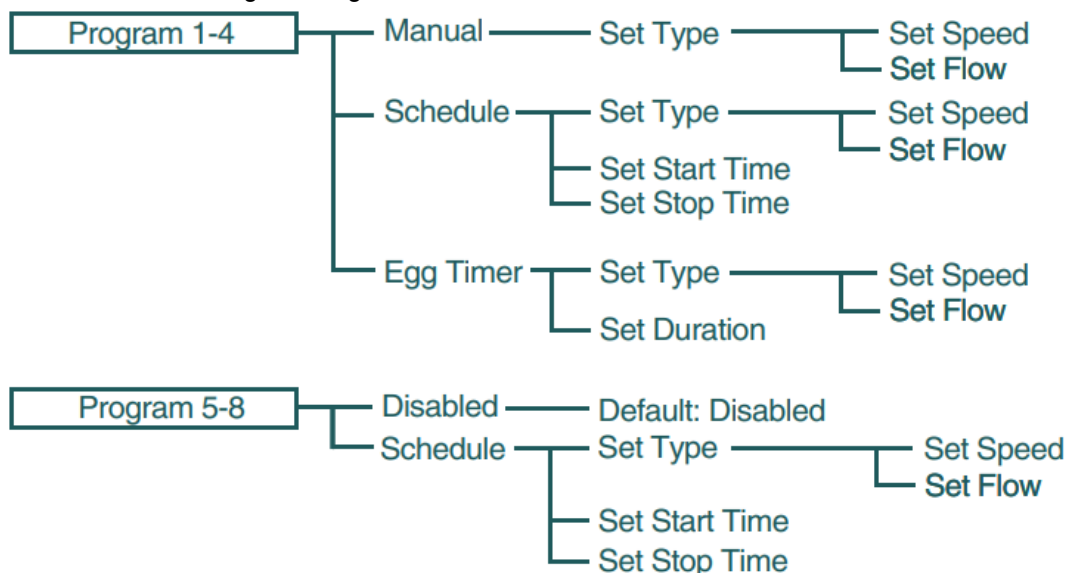 Program 1-4 Manual Set Type Set Speed
Set Flow
Schedule Set Type Set Speed
Set Flow
Set Start Time
Set Stop Time
Egg Timer Set Type Set Speed
Set Flow
Set Duration
Program 5-8 Disabled Default: Disabled
Schedule Set Type Set Speed
Set Flow
Set Start Time
Set Stop Time